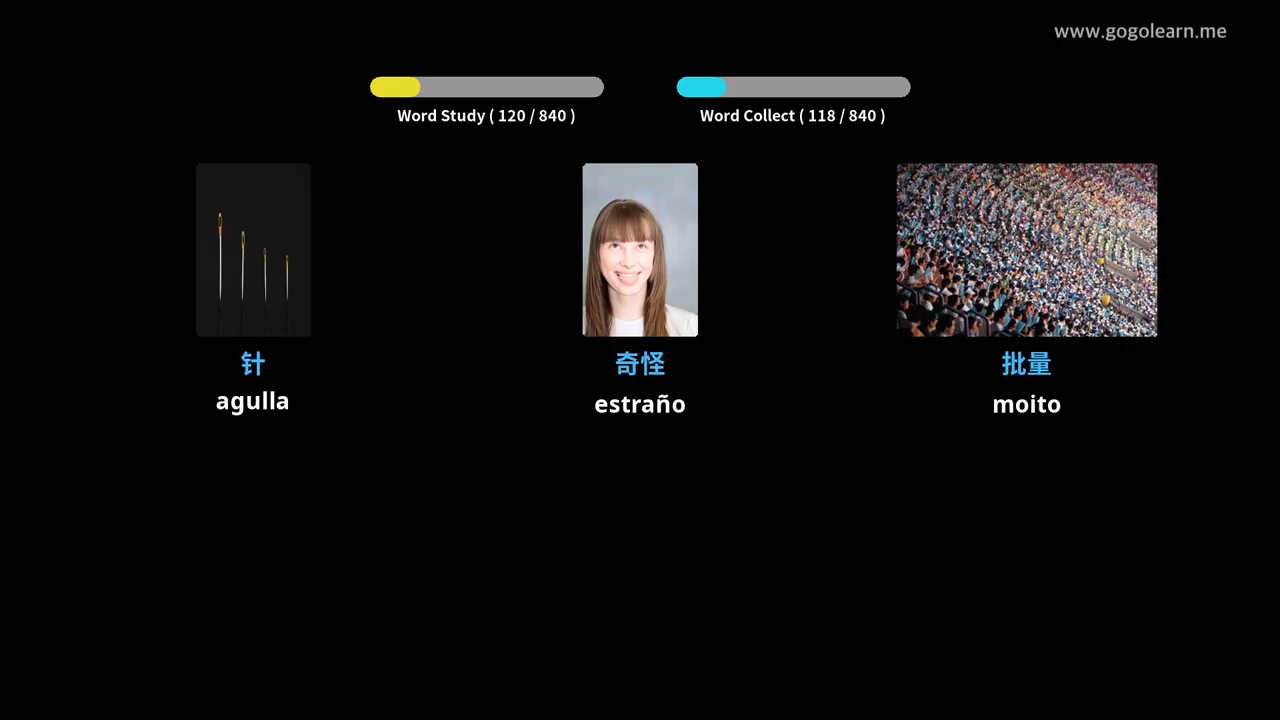 www.gogolearn.me
Word Study ( 120 / 840 )
Word Collect ( 118 / 840 )
针
agulla
奇怪
estraño
批量
moito